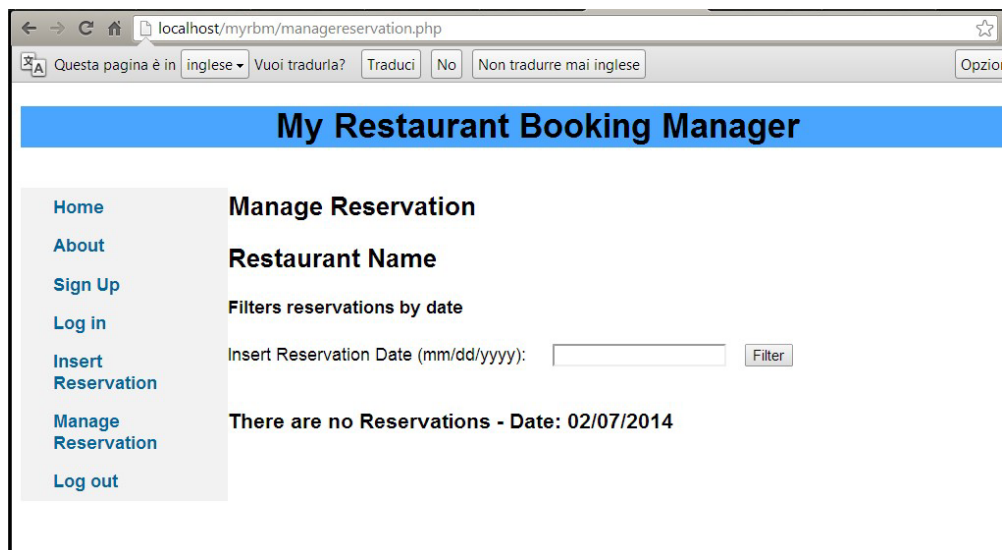 localhost/myrbm/managereservation.php
Questa pagina è in inglese Vuoi tradurla? Traduci No Non tradurre mai inglese Opzion
My Restaurant Booking Manager
Home
About
Sign Up
Log in
Insert
Reservation
Manage
Reservation
Log out
Manage Reservation
Restaurant Name
Filters reservations by date
Insert Reservation Date (mm/dd/yyyy): Filter
There are no Reservations - Date: 02/07/2014